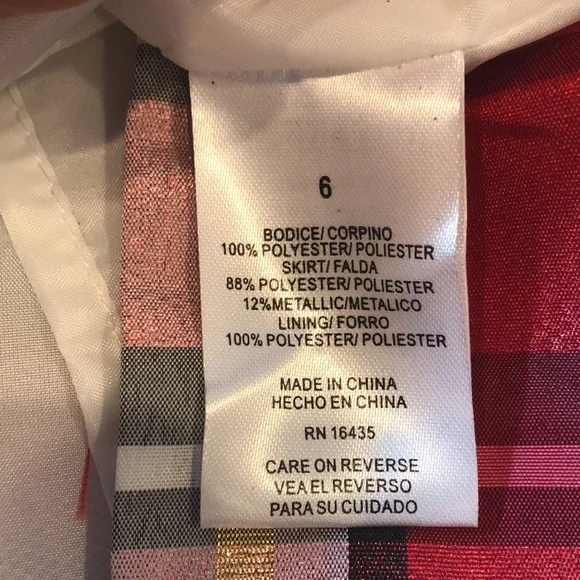 6
BODICE/ CORPINO
100% POLYESTER/ POLIESTER
SKIRT/ FALDA
88% POLYESTER/ POLIESTER
12%METALLIC/METALICO
LINING/ FORRO
100% POLYESTER/ POLIESTER
MADE IN CHINA
HECHO EN CHINA
RN 16435
CARE ON REVERSE
VEA EL REVERSO
PARA SU CUIDADO